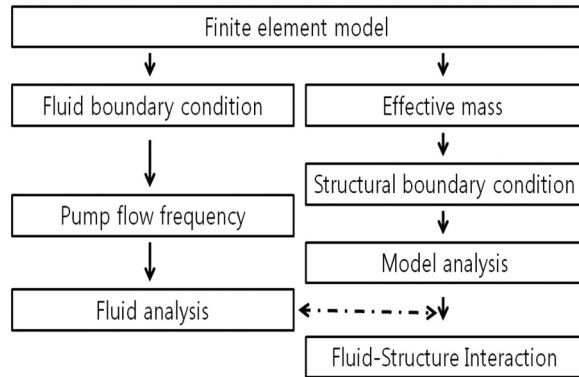 Finite element model
Fluid boundary condition
Effective mass
Structural boundary condition
Pump flow frequency
Model analysis
Fluid analysis
Fluid-Structure Interaction